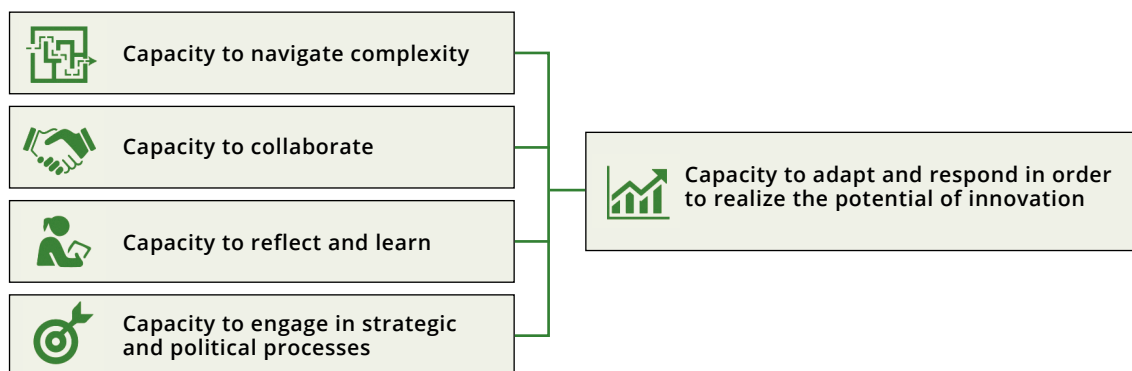 Capacity to navigate complexity
Capacity to collaborate
Capacity to reflect and learn
Capacity to engage in strategic
and political processes
Capacity to adapt and respond in order
to realize the potential of innovation